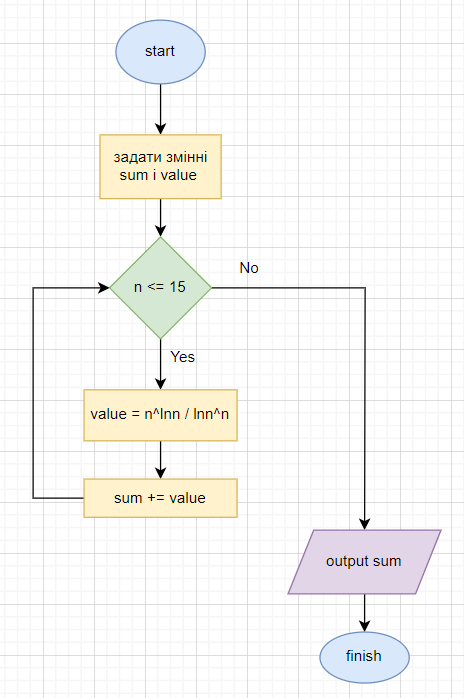 start
задати змінні
sum і value
n <= 15
No
Yes
value = n^lnn / lnn^n
sum += value
output sum
finish